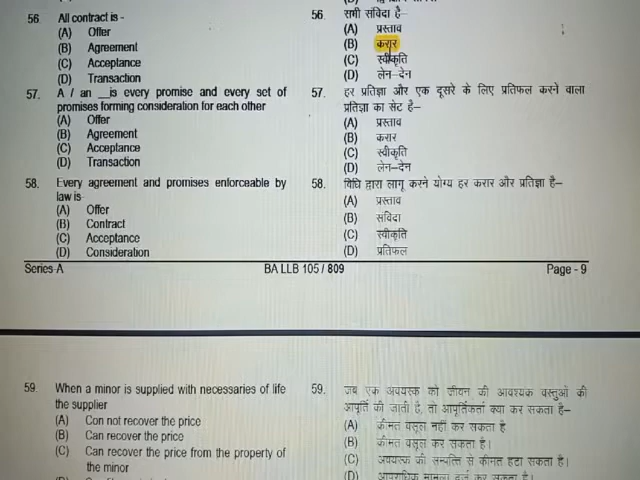 56 All contract is -
(A) Offer
(B) Agreement
(C) Acceptance
(D) Transaction
57. A / an __is every promise and every set of
promises forming consideration for each other
(A) Offer
(B) Agreement
(C) Acceptance
(D) Transaction
58. Every agreement and promises enforceable by
law is-
(A) Offer
(B) Contract
(C) Acceptance
(D) Consideration
56. सभी संविदा है–
(A) प्रस्ताव
(B) करार
(C) स्वीकृति
(D) लेन–देन
57. हर प्रतिज्ञा और एक दूसरे के लिए प्रतिफल करने वाला
प्रतिज्ञा का सेट है–
(A) प्रस्ताव
(B) करार
(C) स्वीकृति
(D) लेन–देन
58. विधि द्वारा लागू करने योग्य हर करार और प्रतिज्ञा है–
(A) प्रस्ताव
(B) संविदा
(C) स्वीकृति
(D) प्रतिफल
Series-A BA LLB 105 / 809 Page - 9
59. When a minor is supplied with necessaries of life
the supplier
(A) Con not recover the price
(B) Can recover the price
(C) Can recover the price from the property of
the minor
59. जब एक अवयस्क को जीवन की आवश्यक वस्तुओं की
आपूर्ति की जाती है, तो आपूर्तिकर्ता क्या कर सकता है–
(A) कीमत वसूल नहीं कर सकता है
(B) कीमत वसूल कर सकता है।
(C) अवयस्क की सम्पत्ति से कीमत हटा सकता है।
(D) आपराधिक मामला दर्ज कर सकता है।